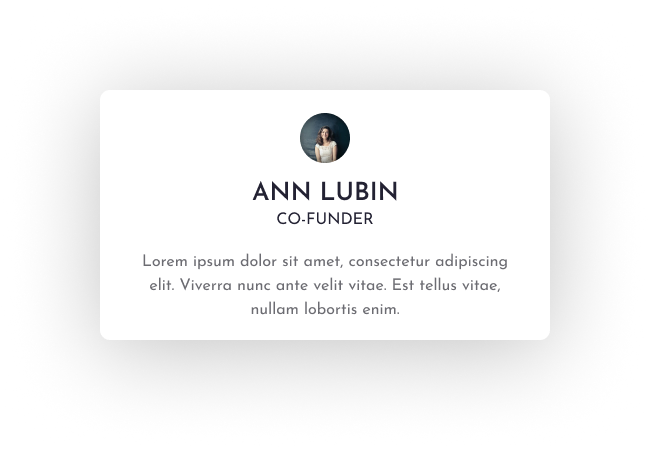 ANN LUBIN
CO-FUNDER
Lorem ipsum dolor sit amet, consectetur adipiscing
elit. Viverra nunc ante velit vitae. Est tellus vitae,
nullam lobortis enim.